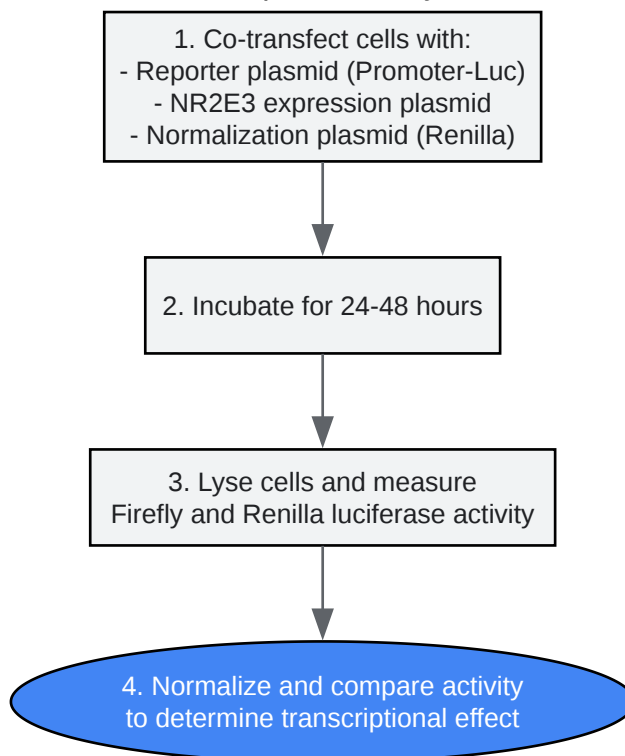 1. Co-transfect cells with:
- Reporter plasmid (Promoter-Luc)
- NR2E3 expression plasmid
- Normalization plasmid (Renilla)
2. Incubate for 24-48 hours
3. Lyse cells and measure
Firefly and Renilla luciferase activity
4. Normalize and compare activity
to determine transcriptional effect